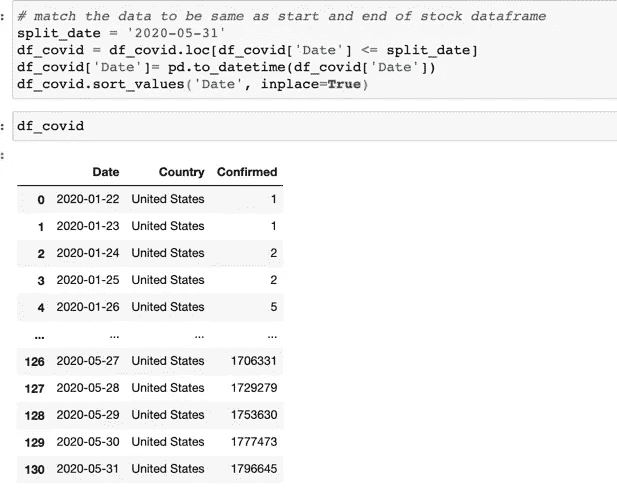 : # match the data to be same as start and end of stock dataframe
split_date = '2020-05-31'
df_covid = df_covid.loc[df_covid['Date'] <= split_date]
df_covid['Date']= pd.to_datetime(df_covid['Date'])
df_covid.sort_values('Date', inplace=True)
: df_covid
:
Date Country Confirmed
0 2020-01-22 United States 1
1 2020-01-23 United States 1
2 2020-01-24 United States 2
3 2020-01-25 United States 2
4 2020-01-26 United States 5
... ... ... ...
126 2020-05-27 United States 1706331
127 2020-05-28 United States 1729279
128 2020-05-29 United States 1753630
129 2020-05-30 United States 1777473
130 2020-05-31 United States 1796645